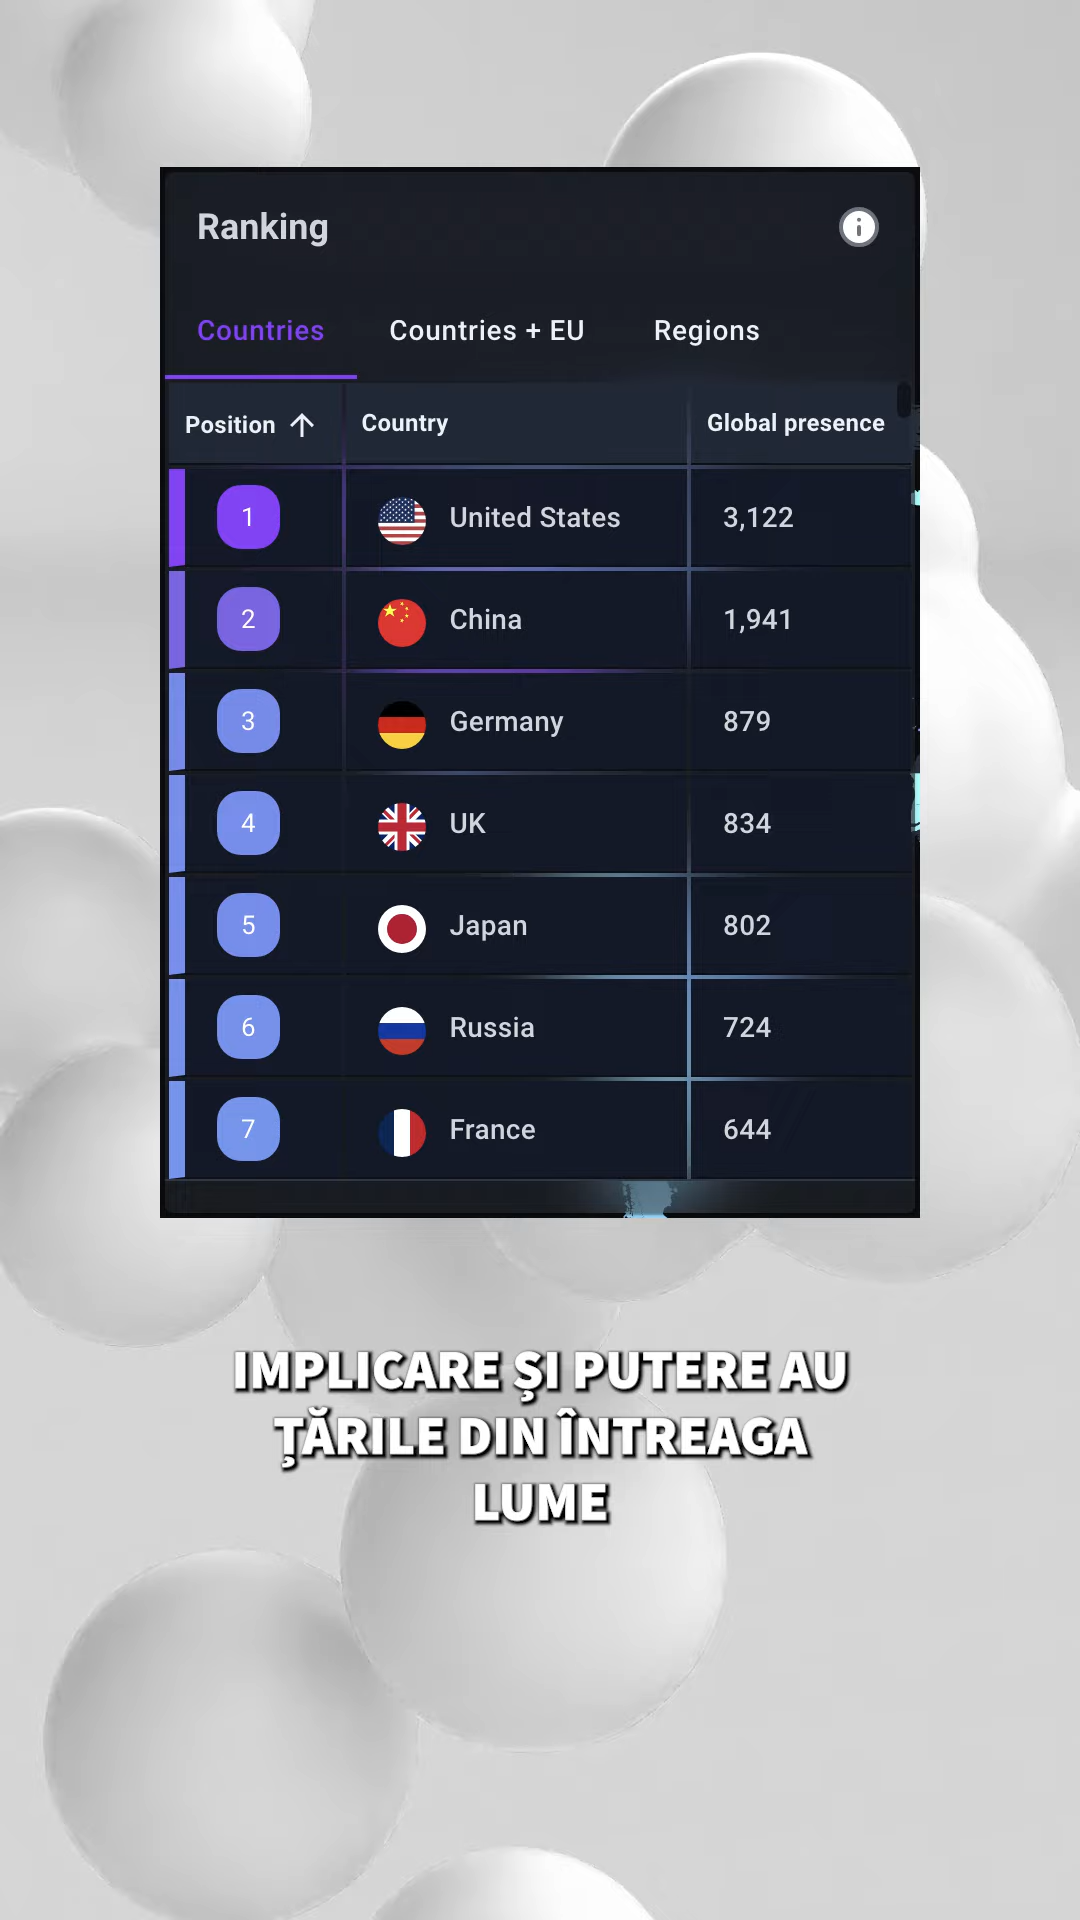 Ranking
Countries Countries + EU Regions
Position Country Global presence
1 United States 3,122
2 China 1,941
3 Germany 879
4 UK 834
5 Japan 802
6 Russia 724
7 France 644
IMPLICARE ȘI PUTERE AU
ȚĂRILE DIN ÎNTREAGA
LUME